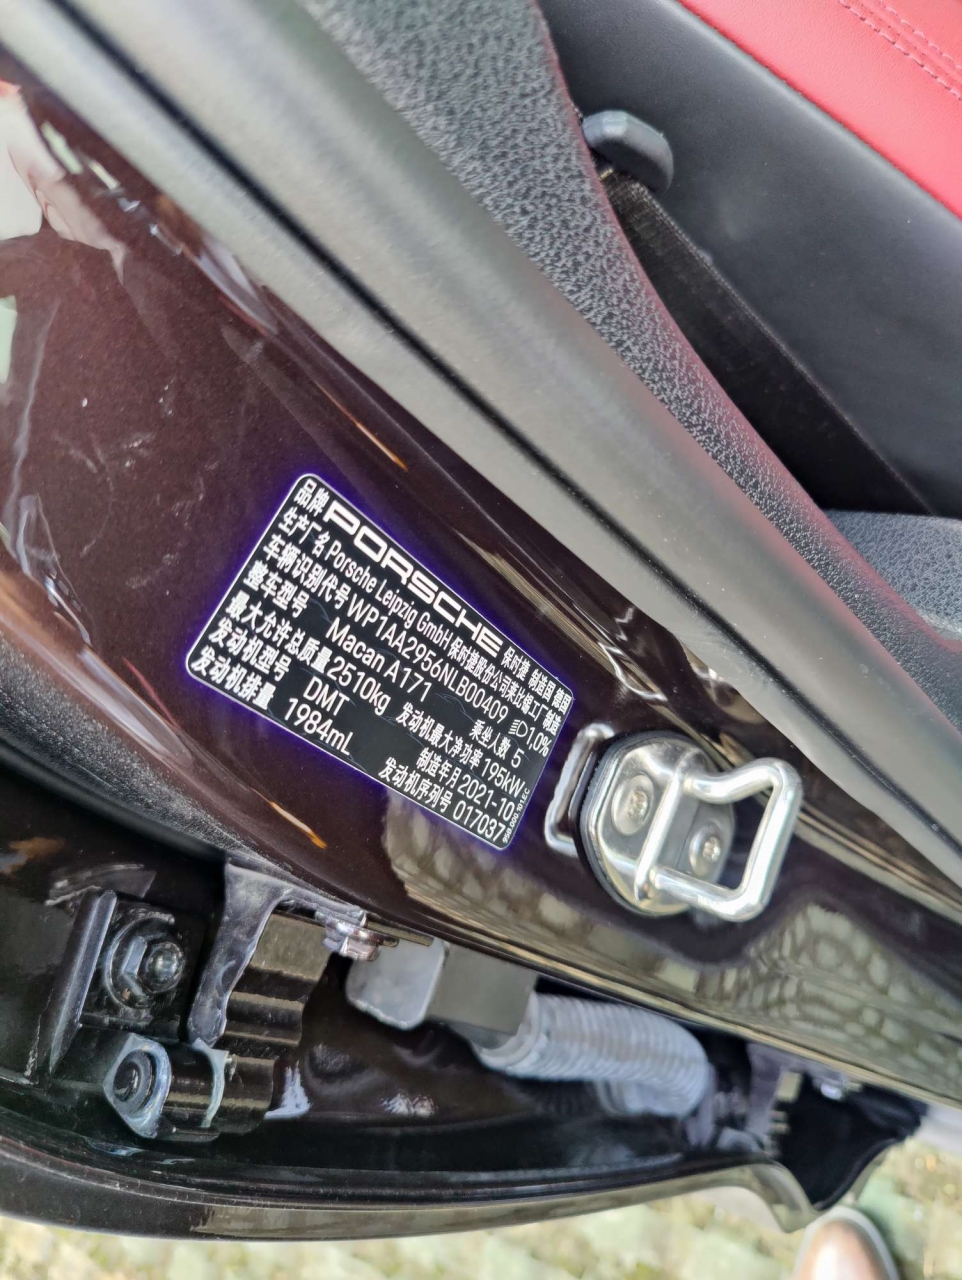 品牌 PORSCHE 保时捷 制造国 德国
生产厂名 Porsche Leipzig GmbH 保时捷股份公司莱比锡工厂制造
车辆识别代号 WP1AA2956NLB00409 1,0%
整车型号 Macan A171 乘坐人数 5
最大允许总质量 2510kg 发动机最大净功率 195kW
发动机型号 DMT 制造年月 2021-10
发动机排量 1984mL 发动机序列号 017037